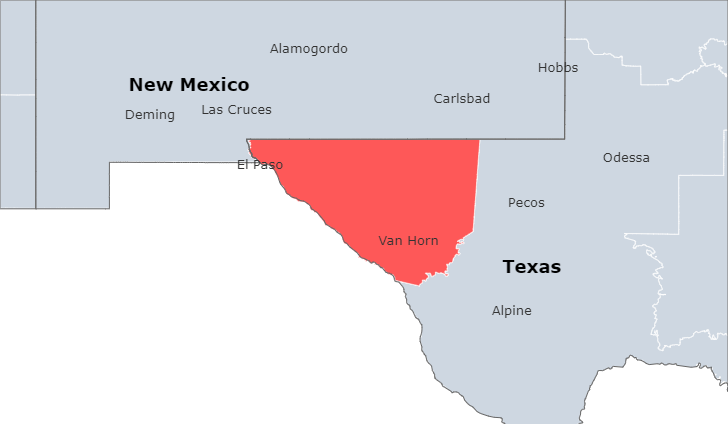 Alamogordo
Hobbs
New Mexico
Carlsbad
Las Cruces
Deming
Odessa
El Paso
Pecos
Van Horn
Texas
Alpine